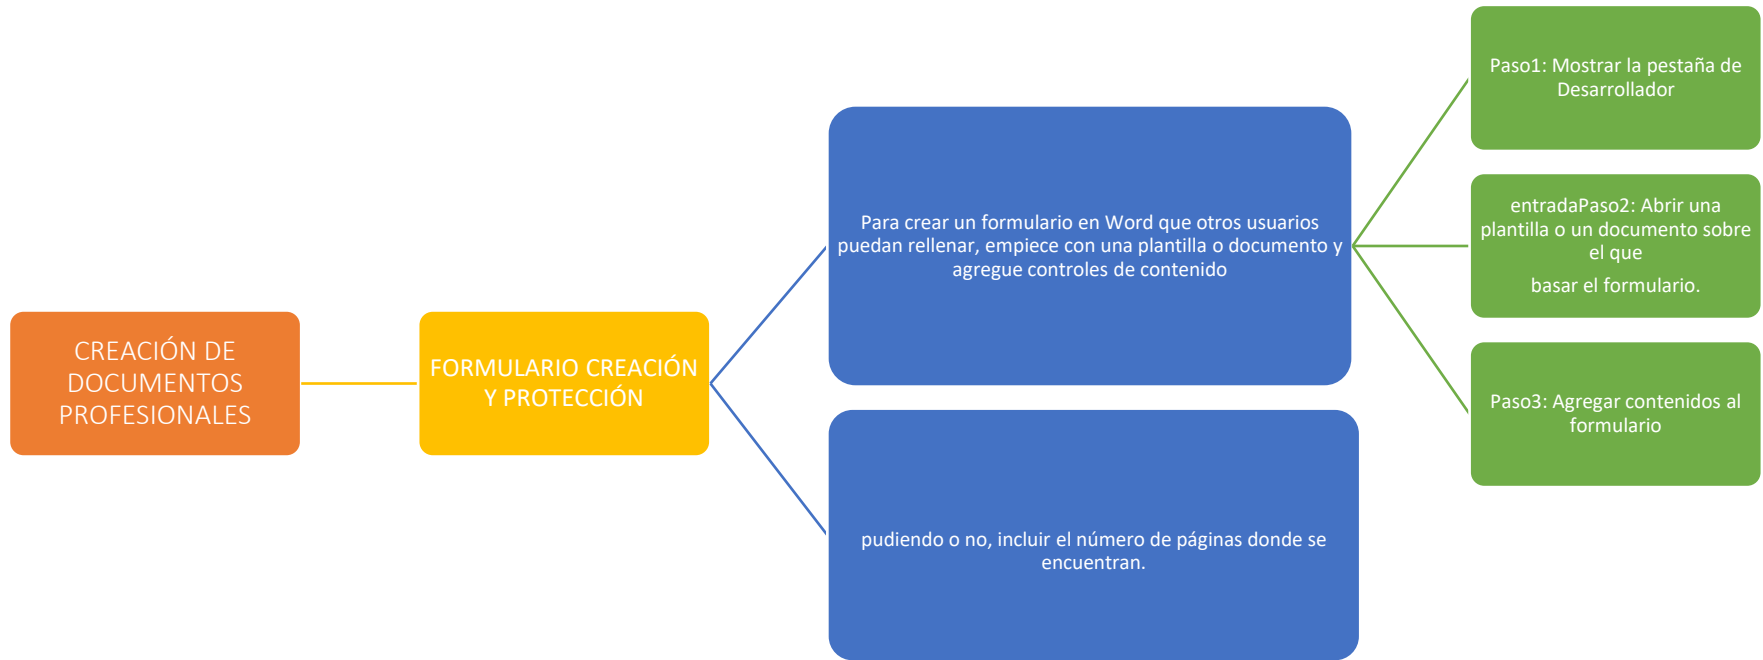 CREACIÓN DE
DOCUMENTOS
PROFESIONALES
FORMULARIO CREACIÓN
Y PROTECCIÓN
Para crear un formulario en Word que otros usuarios
puedan rellenar, empiece con una plantilla o documento y
agregue controles de contenido
pudiendo o no, incluir el número de páginas donde se
encuentran.
Paso1: Mostrar la pestaña de
Desarrollador
entradaPaso2: Abrir una
plantilla o un documento sobre
el que
basar el formulario.
Paso3: Agregar contenidos al
formulario